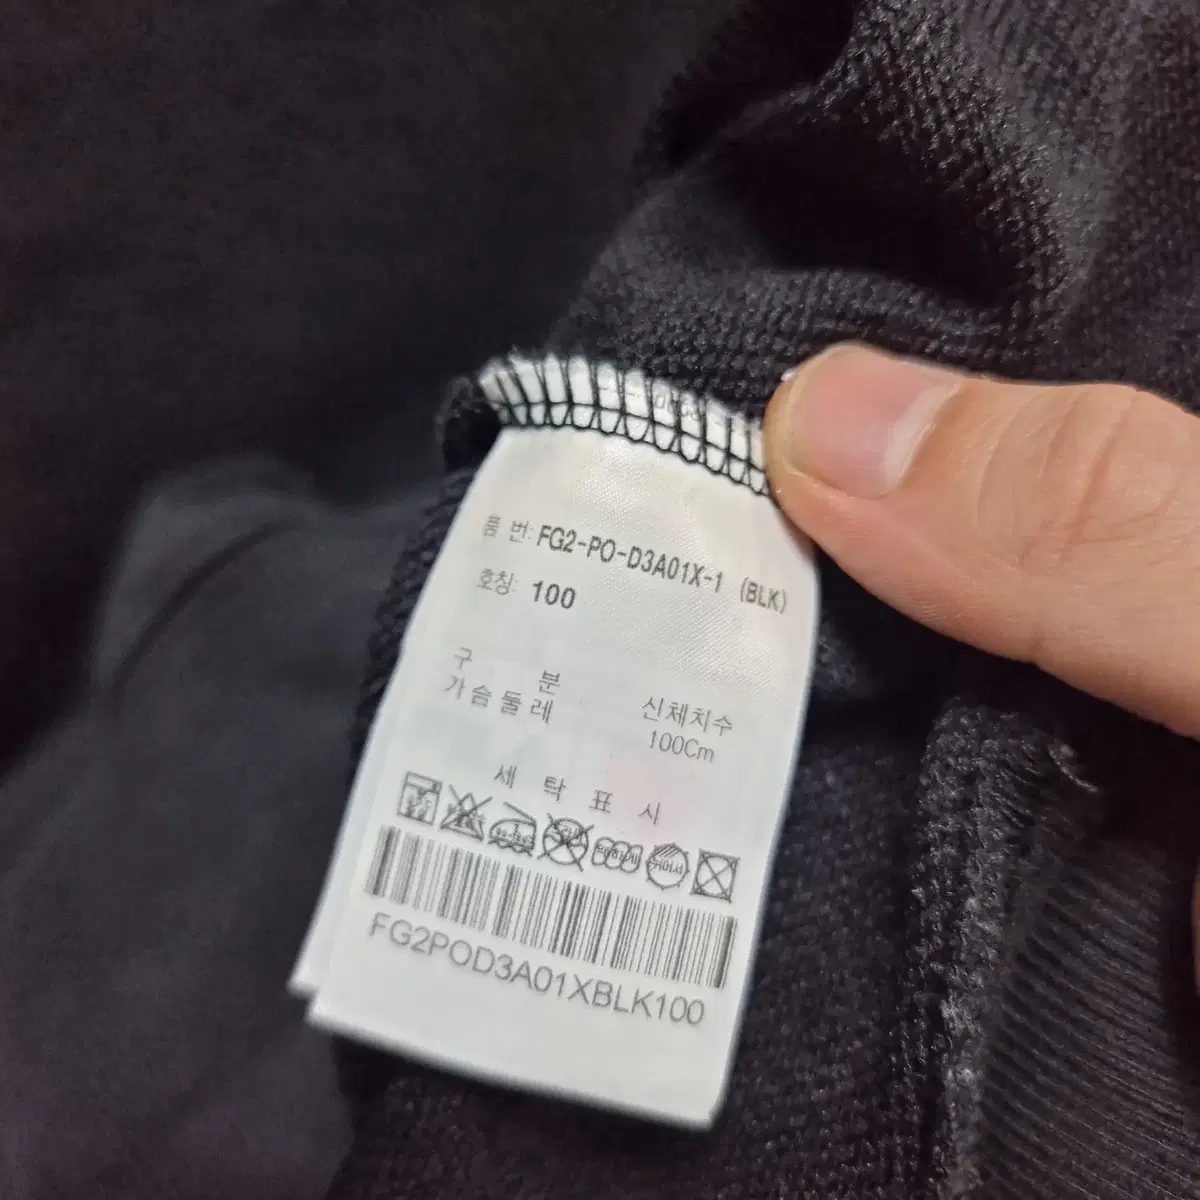 품 번: FG2-PO-D3A01X-1 (BLK)
호칭: 100
구 분 신체치수
가슴둘레 100Cm
세 탁 표 시
FG2POD3A01XBLK100